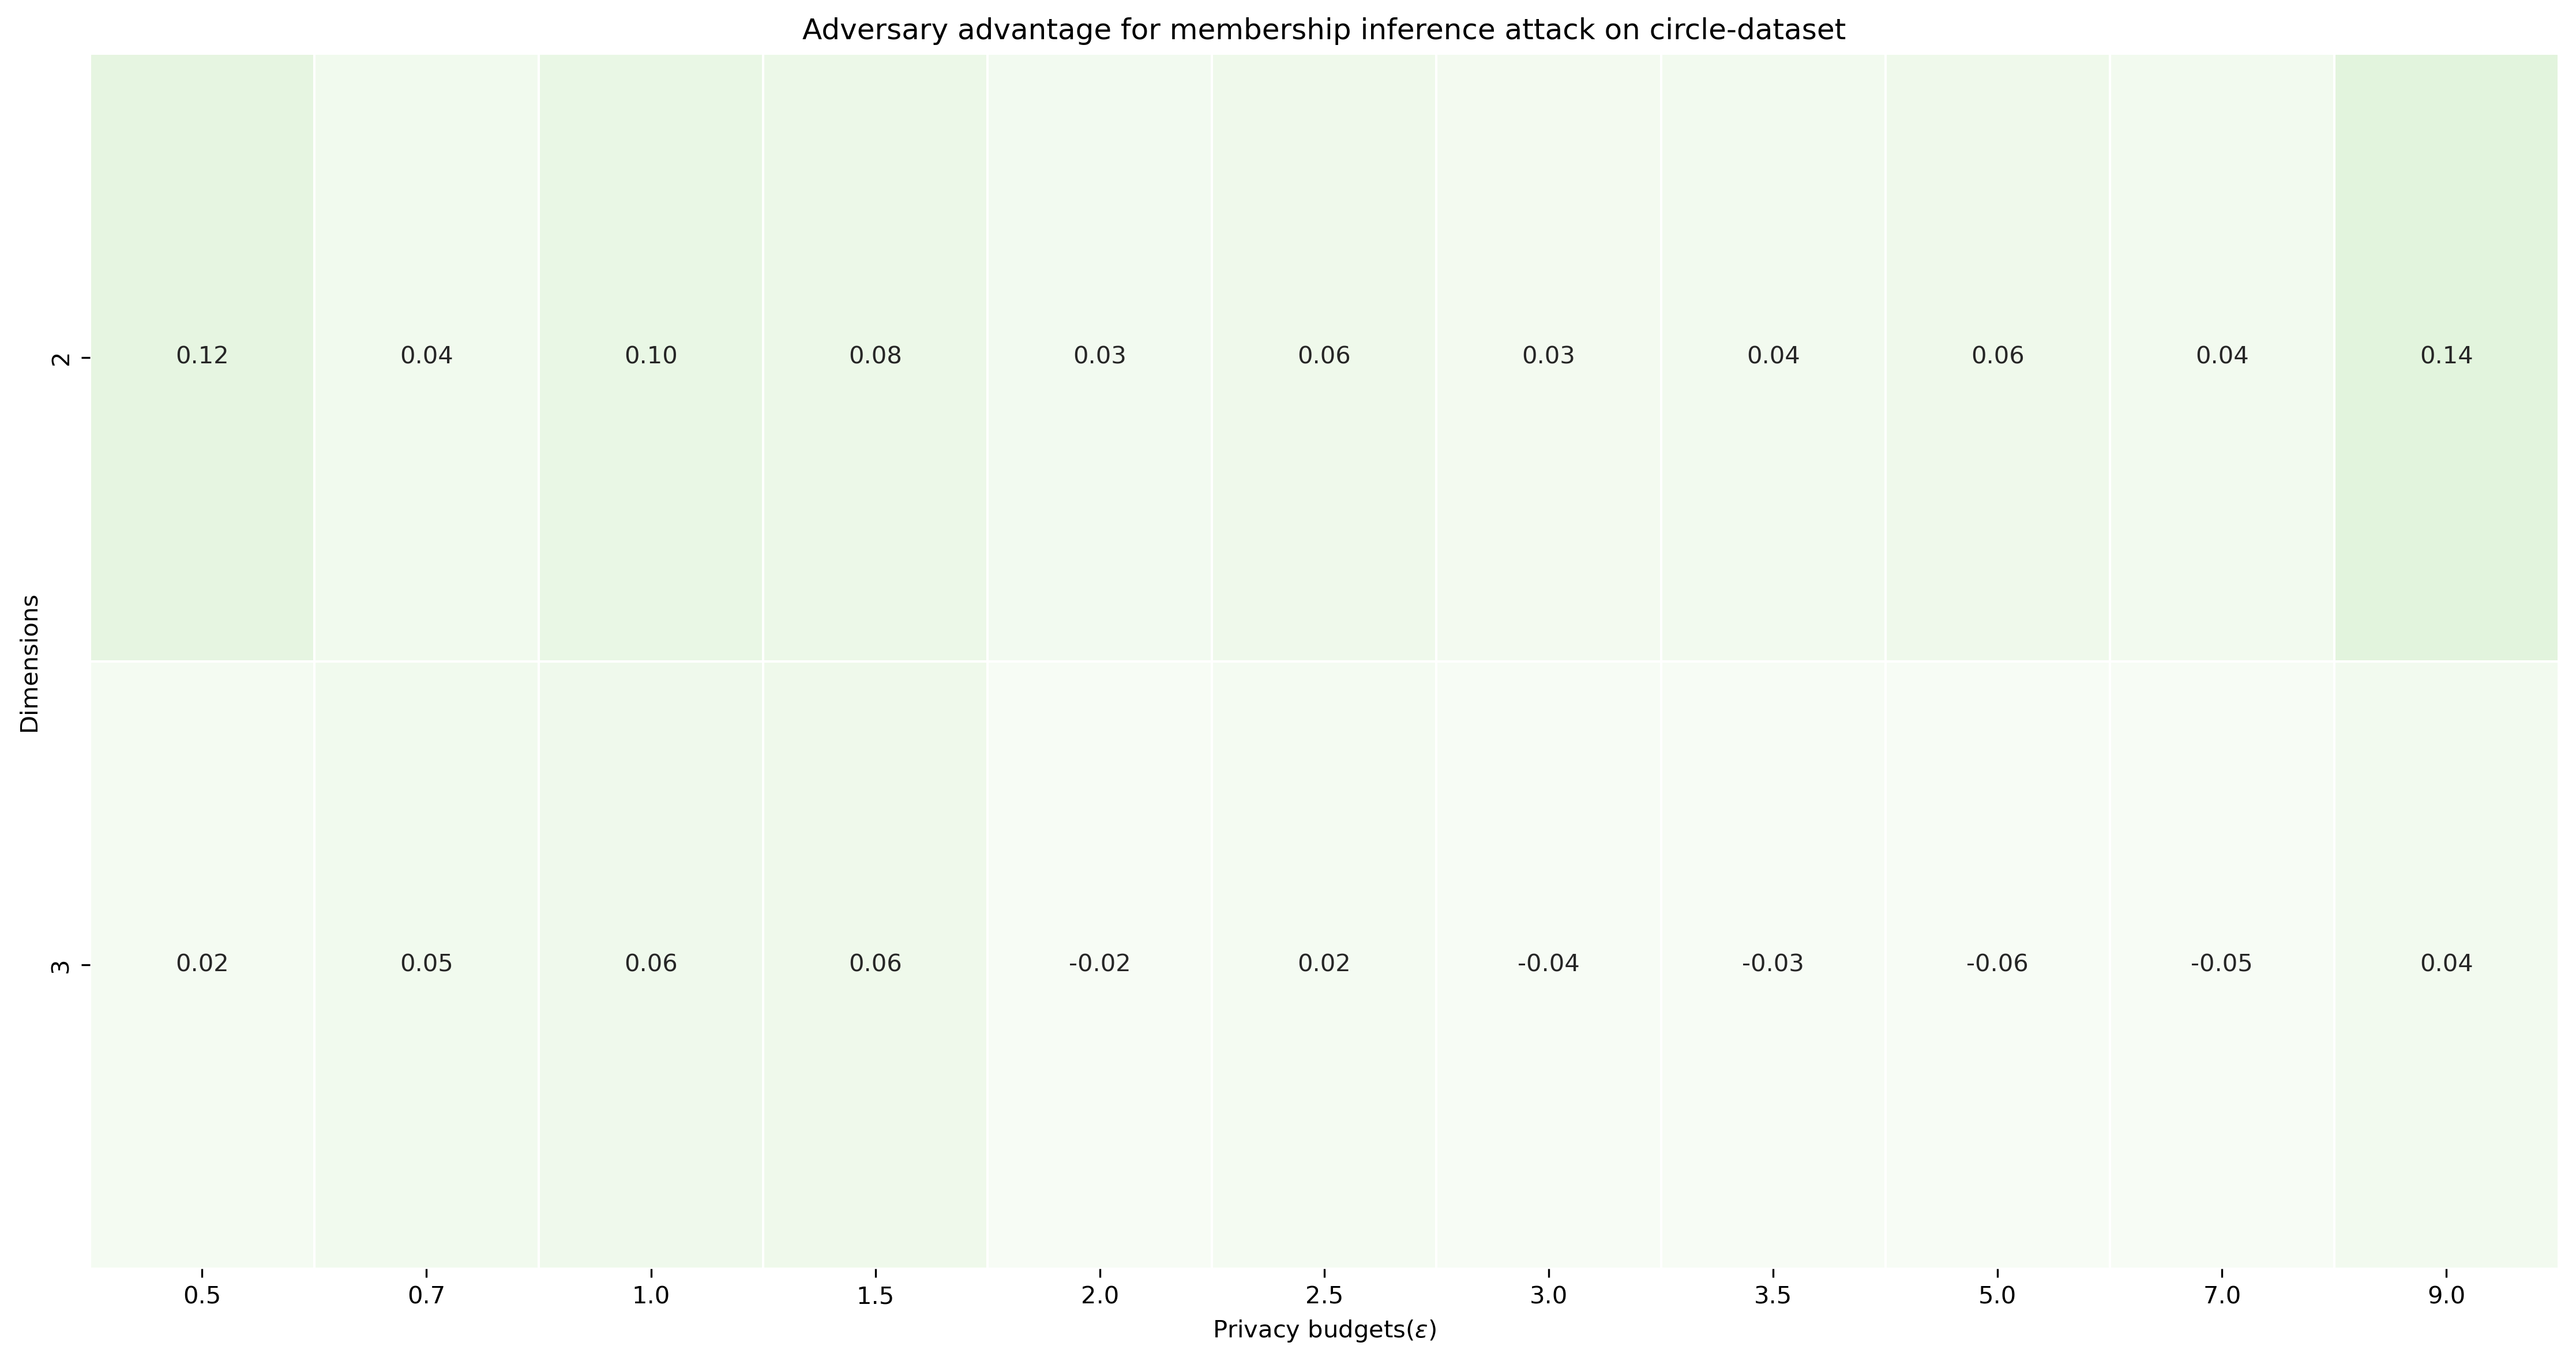 Adversary advantage for membership inference attack on circle-dataset
Dimensions
2
0.12 0.04 0.10 0.08 0.03 0.06 0.03 0.04 0.06 0.04 0.14
3
0.02 0.05 0.06 0.06 -0.02 0.02 -0.04 -0.03 -0.06 -0.05 0.04
0.5 0.7 1.0 1.5 2.0 2.5 3.0 3.5 5.0 7.0 9.0
Privacy budgets(ε)